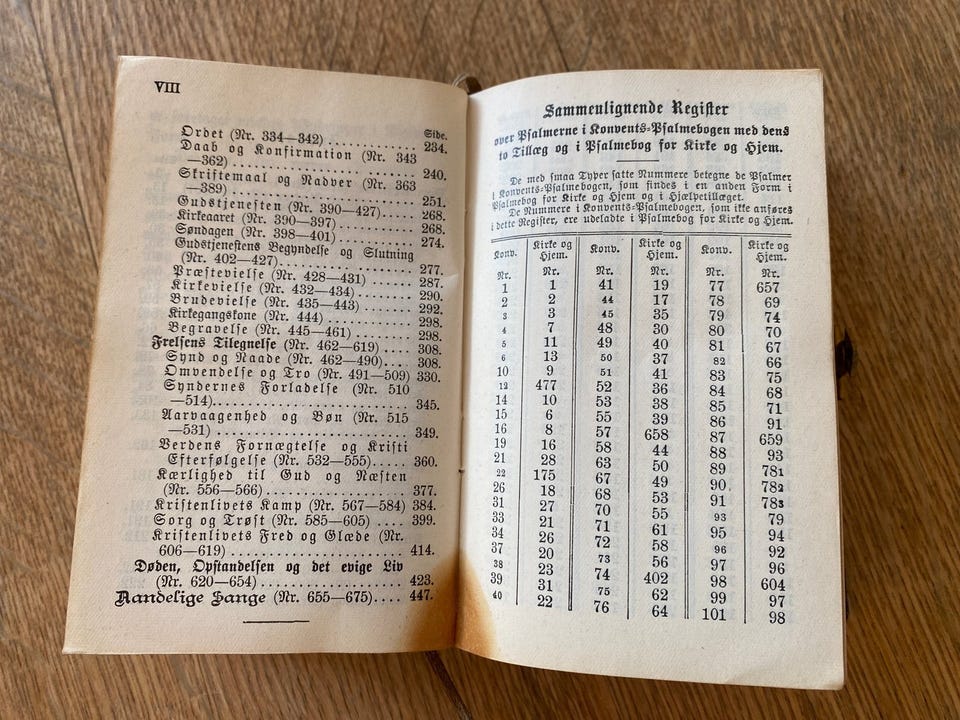 VIII
Side.
Ordet (Nr. 334—342) . . . . . . . . . . . . . . . 234.
Daab og Konfirmation (Nr. 343
—362) . . . . . . . . . . . . . . . . . . . . 240.
Skriftemaal og Nadver (Nr. 363
—389) . . . . . . . . . . . . . . . . . . . . 251.
Gudstjenesten (Nr. 390—427) . . . . . . 268.
Kirkeaaret (Nr. 390—397) . . . . . . . . . 268.
Søndagen (Nr. 398—401) . . . . . . . . . . 274.
Gudstjenestens Begyndelse og Slutning
(Nr. 402—427) . . . . . . . . . . . . . . . . 277.
Præstevielse (Nr. 428—431) . . . . . . 287.
Kirkevielse (Nr. 432—434) . . . . . . . 290.
Brudevielse (Nr. 435—443) . . . . . . . 292.
Kirkegangskone (Nr. 444) . . . . . . . . . 298.
Begravelse (Nr. 445—461) . . . . . . . . 298.
Frelsens Tilegnelse (Nr. 462—619) . . . . 308.
Synd og Naade (Nr. 462—490) . . . . 308.
Omvendelse og Tro (Nr. 491—509) 330.
Syndernes Forladelse (Nr. 510
—514) . . . . . . . . . . . . . . . . . . . . . 345.
Aarvaagenhed og Bøn (Nr. 515
—531) . . . . . . . . . . . . . . . . . . . . . 349.
Verdens Fornægtelse og Kristi
Efterfølgelse (Nr. 532—555) . . . . . 360.
Kærlighed til Gud og Næsten
(Nr. 556—566) . . . . . . . . . . . . . . . 377.
Kristenlivets Kamp (Nr. 567—584) 384.
Sorg og Trøst (Nr. 585—605) . . . . 399.
Kristenlivets Fred og Glæde (Nr.
606—619) . . . . . . . . . . . . . . . . . . 414.
Døden, Opstandelsen og det evige Liv
(Nr. 620—654) . . . . . . . . . . . . . . . 423.
Aandelige Sange (Nr. 655—675) . . . . 447.
Sammenlignende Register
over Psalmerne i Konvents-Psalmebogen med dens
to Tillæg og i Psalmebog for Kirke og Hjem.
De med smaa Typer satte Nummere betegne de Psalmer
i Konvents-Psalmebogen, som findes i en anden Form i
Psalmebog for Kirke og Hjem og i Hjælpetillæget.
De Nummere i Konvents-Psalmebogen, som ikke anføres
i dette Register, ere udeladte i Psalmebog for Kirke og Hjem.
Konv. Kirke og Hjem. Konv. Kirke og Hjem. Konv. Kirke og Hjem.
Nr. Nr. Nr. Nr. Nr. Nr.
1 1 41 19 77 657
2 2 44 17 78 69
3 3 45 35 79 74
4 7 48 30 80 70
5 11 49 40 81 67
6 13 50 37 82 66
10 9 51 41 83 75
12 477 52 36 84 68
14 10 53 38 85 71
15 6 55 39 86 91
16 8 57 658 87 659
19 16 58 44 88 93
21 28 63 50 89 781
22 175 67 49 90 782
26 18 68 53 91 783
31 27 70 55 93 79
33 21 71 61 95 94
34 26 72 58 96 92
37 20 73 56 97 96
38 23 74 402 98 604
39 31 75 62 99 97
40 22 76 64 101 98